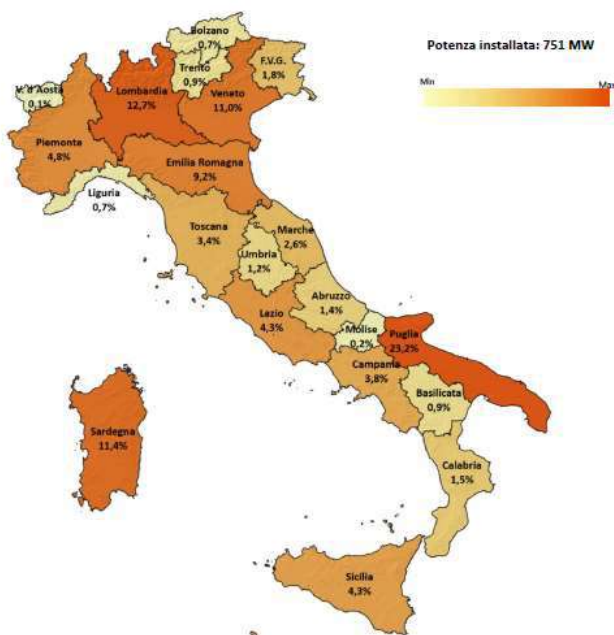 Potenza installata: 751 MW
Min
Max
Bolzano
0,7%
Trento
0,9%
F.V.G.
1,8%
V. d'Aosta
0,1%
Lombardia
12,7%
Veneto
11,0%
Piemonte
4,8%
Emilia Romagna
9,2%
Liguria
0,7%
Toscana
3,4%
Marche
2,6%
Umbria
1,2%
Abruzzo
1,4%
Lazio
4,3%
Molise
0,2%
Puglia
23,2%
Campania
3,8%
Basilicata
0,9%
Sardegna
11,4%
Calabria
1,5%
Sicilia
4,3%